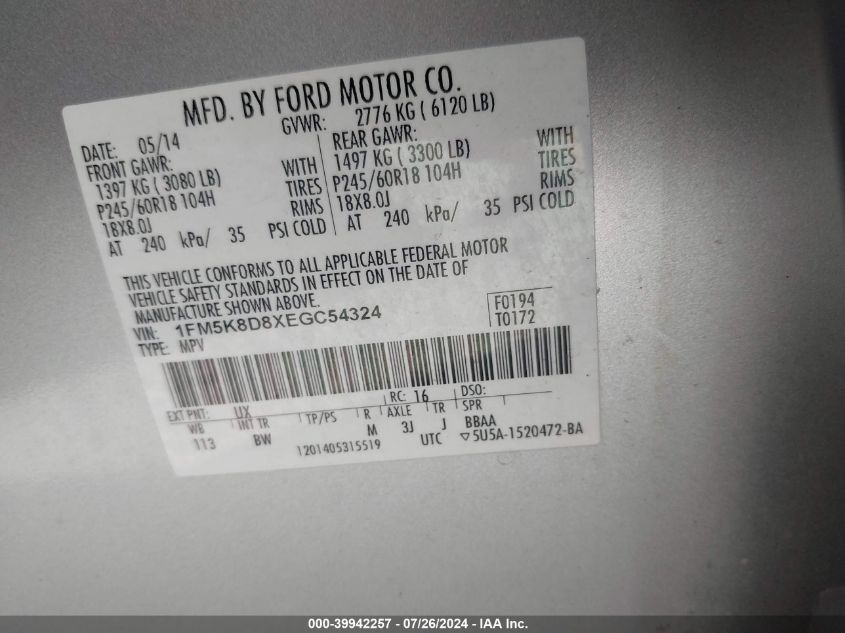 MFD. BY FORD MOTOR CO.
DATE: 05/14 GVWR: 2776 KG ( 6120 LB)
FRONT GAWR: REAR GAWR:
1397 KG ( 3080 LB) WITH 1497 KG ( 3300 LB) WITH
P245/60R18 104H TIRES P245/60R18 104H TIRES
18X8.0J RIMS 18X8.0J RIMS
AT 240 kPa/ 35 PSI COLD AT 240 kPa/ 35 PSI COLD
THIS VEHICLE CONFORMS TO ALL APPLICABLE FEDERAL MOTOR
VEHICLE SAFETY STANDARDS IN EFFECT ON THE DATE OF
MANUFACTURE SHOWN ABOVE.
VIN: 1FM5K8D8XEGC54324 F0194
TYPE: MPV T0172
EXT PNT: UX RC: 16 DSO:
WB INT TR TP/PS R AXLE TR SPR
113 BW M 3J J BBAA
1201405315519 UTC ▽5U5A-1520472-BA
000-39942257 - 07/26/2024 - IAA Inc.